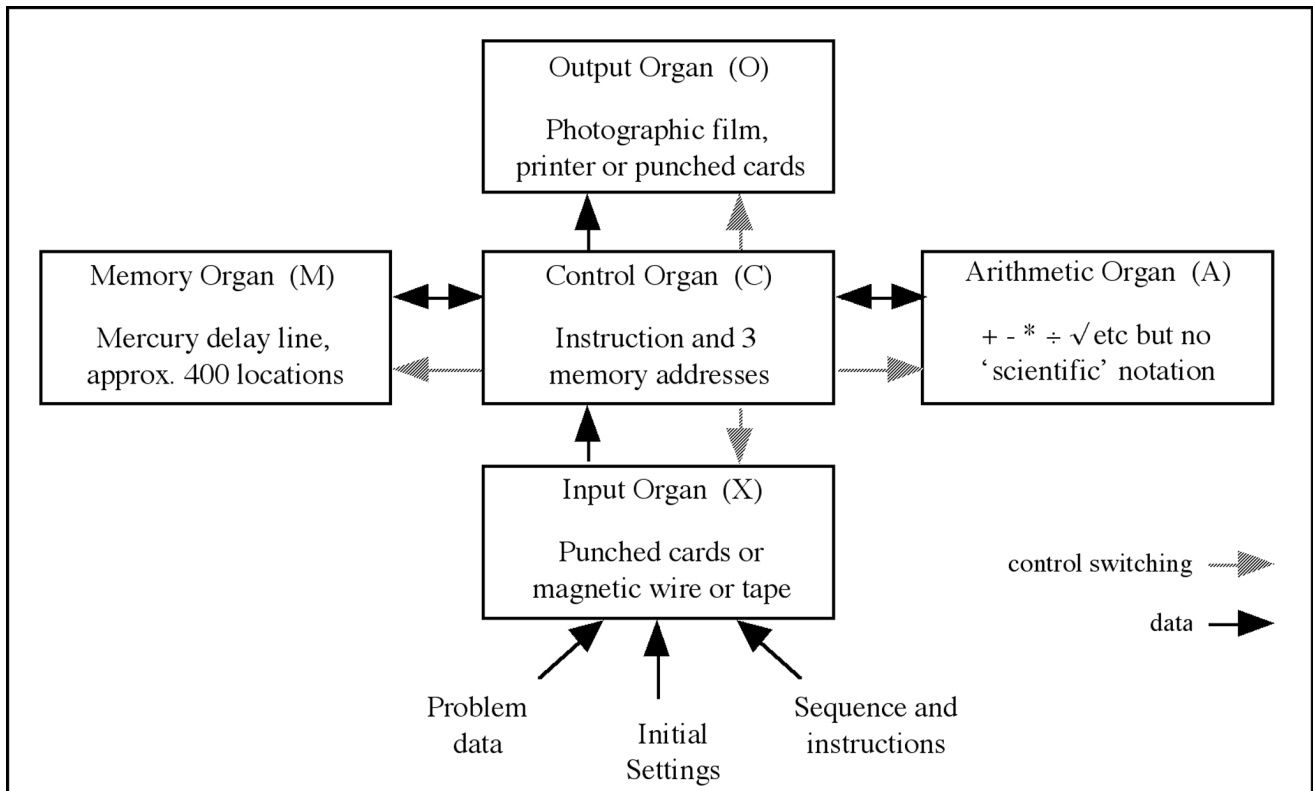 Output Organ (O)
Photographic film,
printer or punched cards
Memory Organ (M)
Mercury delay line,
approx. 400 locations
Control Organ (C)
Instruction and 3
memory addresses
Arithmetic Organ (A)
+ - * ÷ √ etc but no
‘scientific’ notation
Input Organ (X)
Punched cards or
magnetic wire or tape
control switching
data
Problem
data
Initial
Settings
Sequence and
instructions